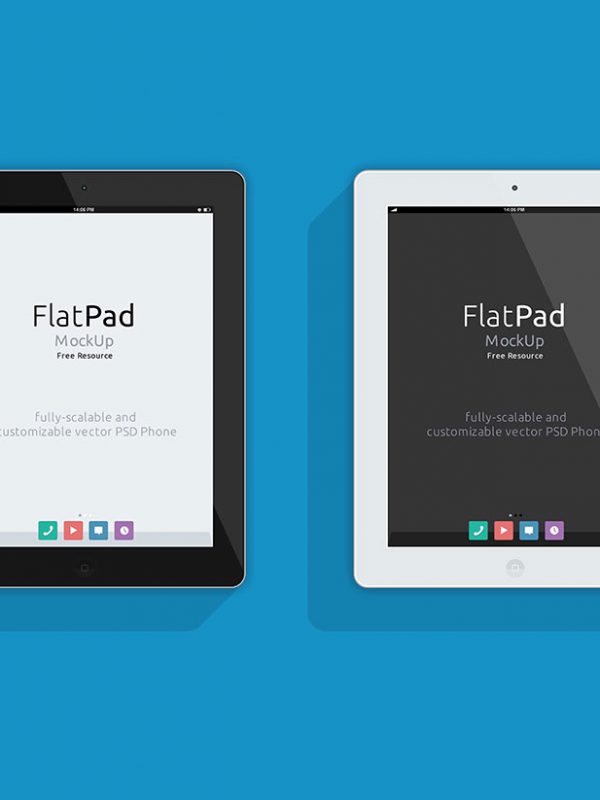 14:06 PM
FlatPad
MockUp
Free Resource
fully-scalable and
customizable vector PSD Phone
14:06 PM
FlatPad
MockUp
Free Resource
fully-scalable and
customizable vector PSD Phon